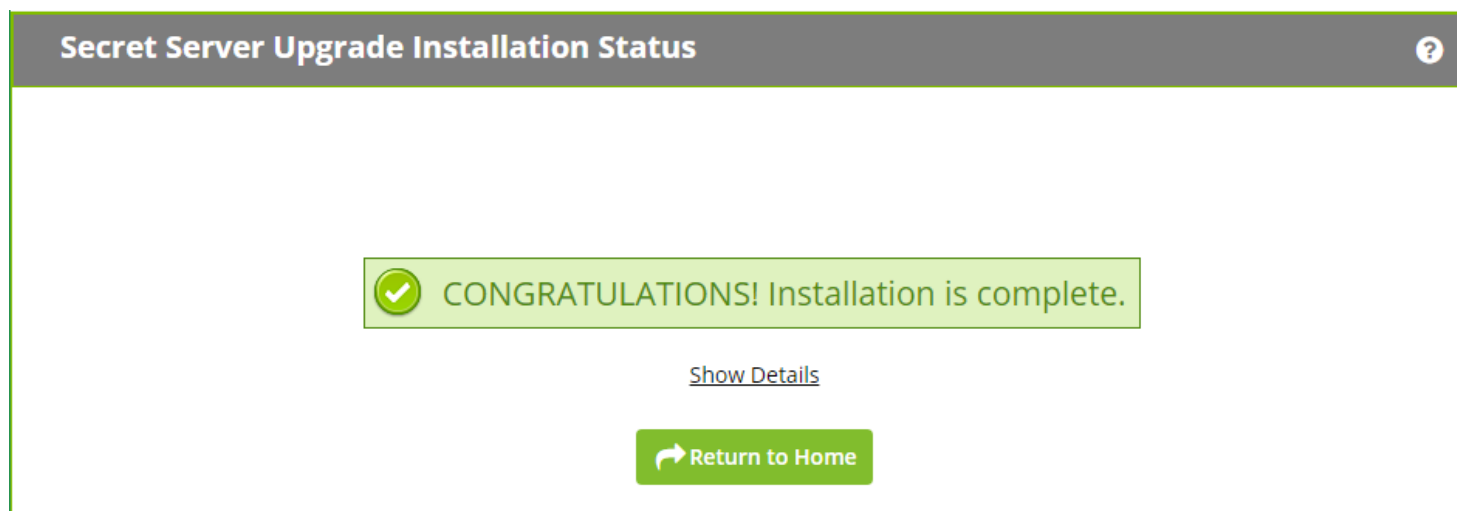 Secret Server Upgrade Installation Status
?
CONGRATULATIONS! Installation is complete.
Show Details
Return to Home